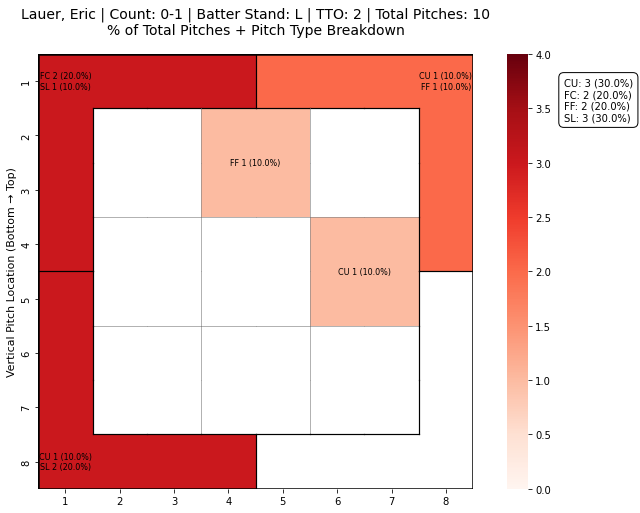 Lauer, Eric | Count: 0-1 | Batter Stand: L | TTO: 2 | Total Pitches: 10
% of Total Pitches + Pitch Type Breakdown
FC 2 (20.0%)
SL 1 (10.0%)
CU 1 (10.0%)
FF 1 (10.0%)
FF 1 (10.0%)
CU 1 (10.0%)
CU 1 (10.0%)
SL 2 (20.0%)
Vertical Pitch Location (Bottom → Top)
1
2
3
4
5
6
7
8
1 2 3 4 5 6 7 8
4.0
3.5
3.0
2.5
2.0
1.5
1.0
0.5
0.0
CU: 3 (30.0%)
FC: 2 (20.0%)
FF: 2 (20.0%)
SL: 3 (30.0%)